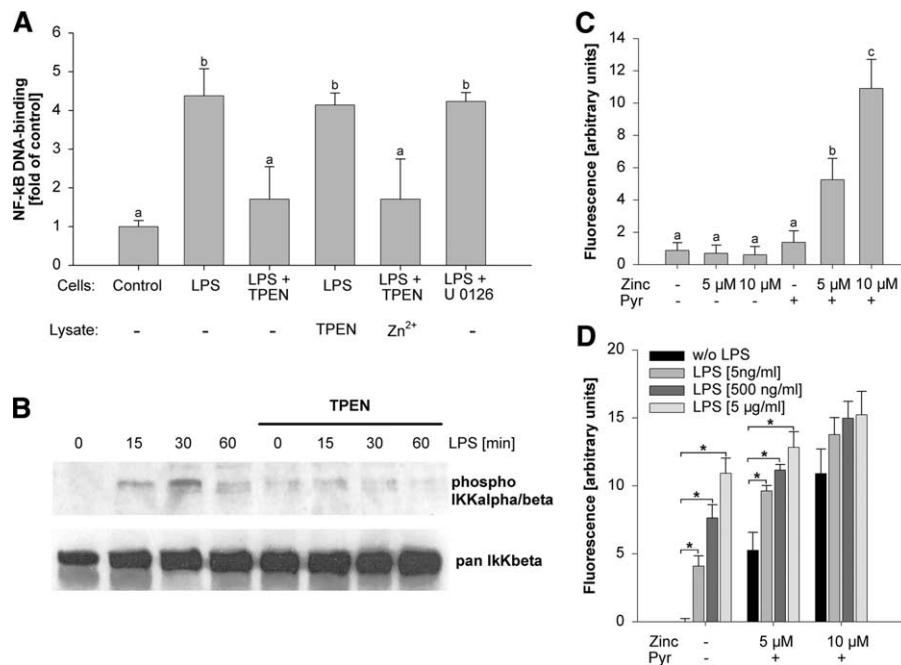 A
NF-kB DNA-binding
[fold of control]
6
5
4
3
2
1
0
a
b
a
b
a
b
Cells: Control LPS LPS + TPEN LPS LPS + TPEN LPS + U 0126
Lysate: - - - TPEN Zn2+ -
B
TPEN
0 15 30 60 0 15 30 60 LPS [min]
phospho
IKKalpha/beta
pan IkKbeta
C
Fluorescence [arbitrary units]
14
12
10
8
6
4
2
0
a
a
a
a
b
c
Zinc - 5 µM 10 µM - 5 µM 10 µM
Pyr - - - + + +
D
Fluorescence [arbitrary units]
20
15
10
5
0
w/o LPS
LPS [5ng/ml]
LPS [500 ng/ml]
LPS [5 µg/ml]
*
*
*
*
*
*
Zinc - 5 µM 10 µM
Pyr - + +